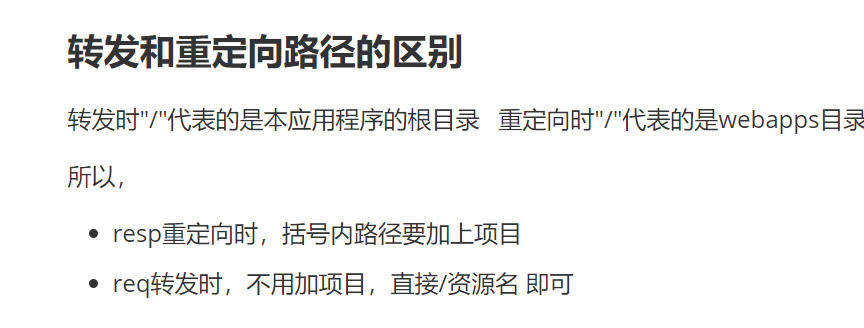 转发和重定向路径的区别
转发时"/"代表的是本应用程序的根目录 重定向时"/"代表的是webapps目录
所以，
resp重定向时，括号内路径要加上项目
req转发时，不用加项目，直接/资源名 即可